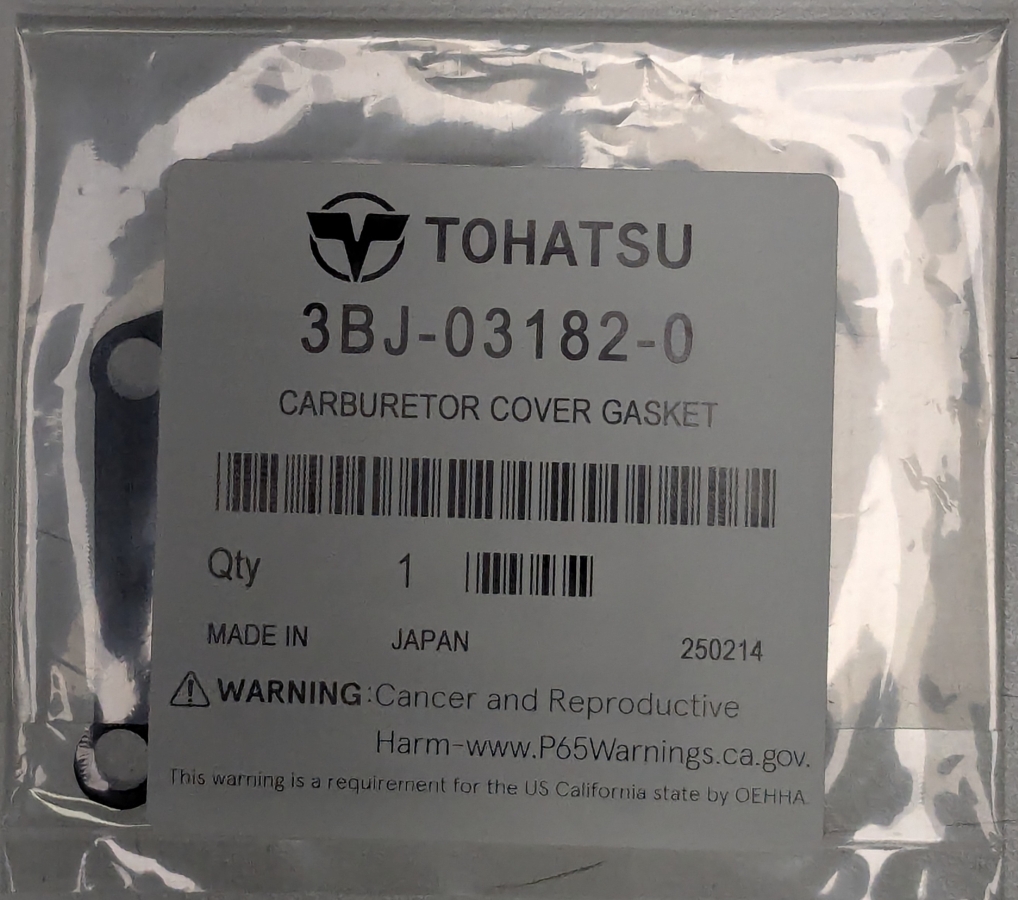 TOHATSU
3BJ-03182-0
CARBURETOR COVER GASKET
Qty 1
MADE IN JAPAN 250214
WARNING:Cancer and Reproductive
Harm-www.P65Warnings.ca.gov.
This warning is a requirement for the US California state by OEHHA.